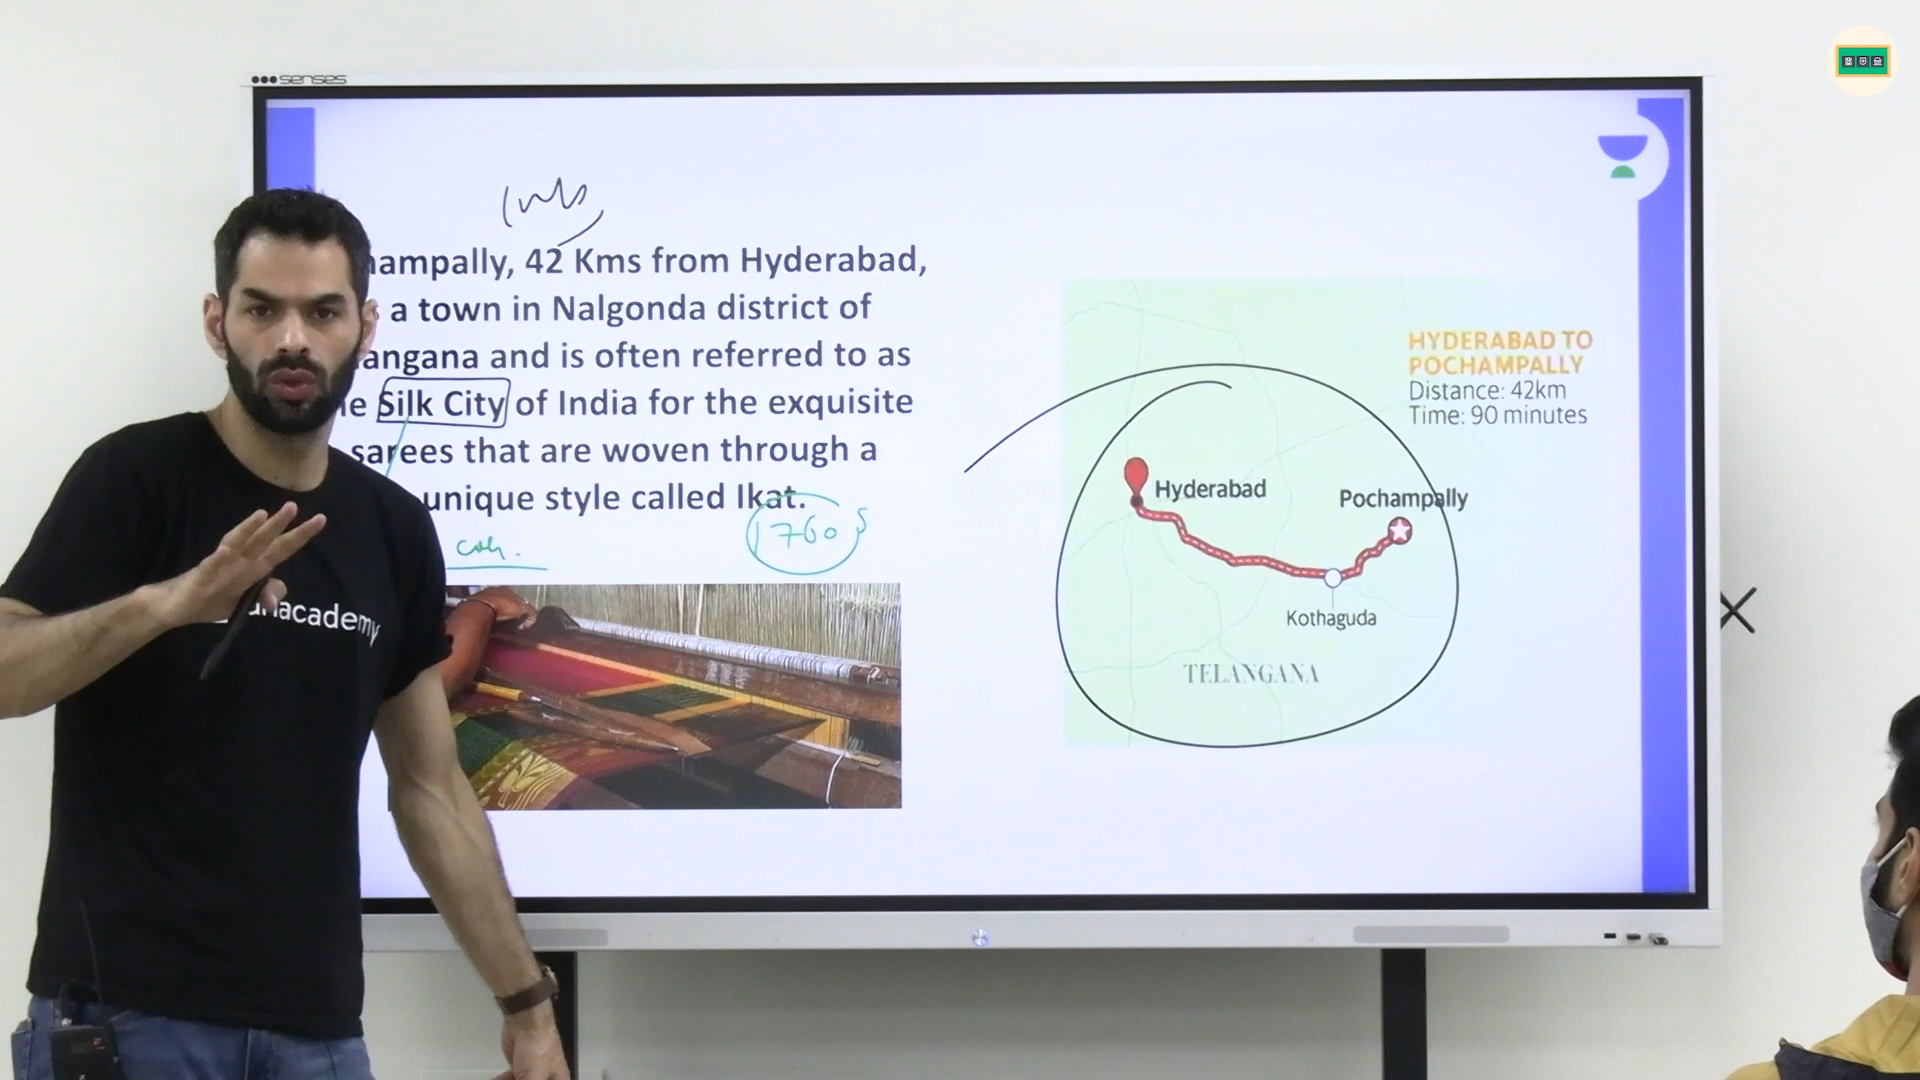 senses
hampally, 42 Kms from Hyderabad,
a town in Nalgonda district of
angana and is often referred to as
e Silk City of India for the exquisite
sarees that are woven through a
unique style called Ikat.
1760s
HYDERABAD TO
POCHAMPALLY
Distance: 42km
Time: 90 minutes
Hyderabad
Pochampally
Kothaguda
TELANGANA
unacademy